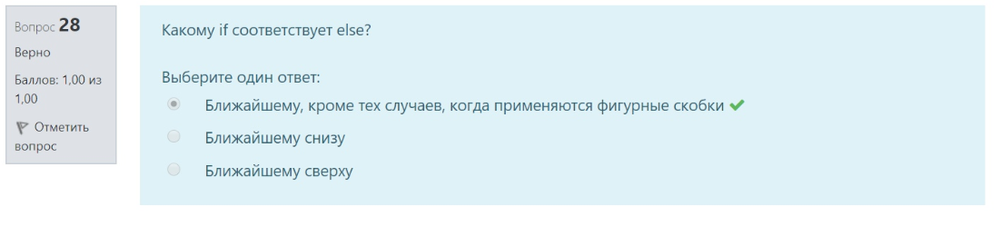 Вопрос 28
Верно
Баллов: 1,00 из
1,00
Отметить
вопрос
Какому if соответствует else?
Выберите один ответ:
Ближайшему, кроме тех случаев, когда применяются фигурные скобки
Ближайшему снизу
Ближайшему сверху